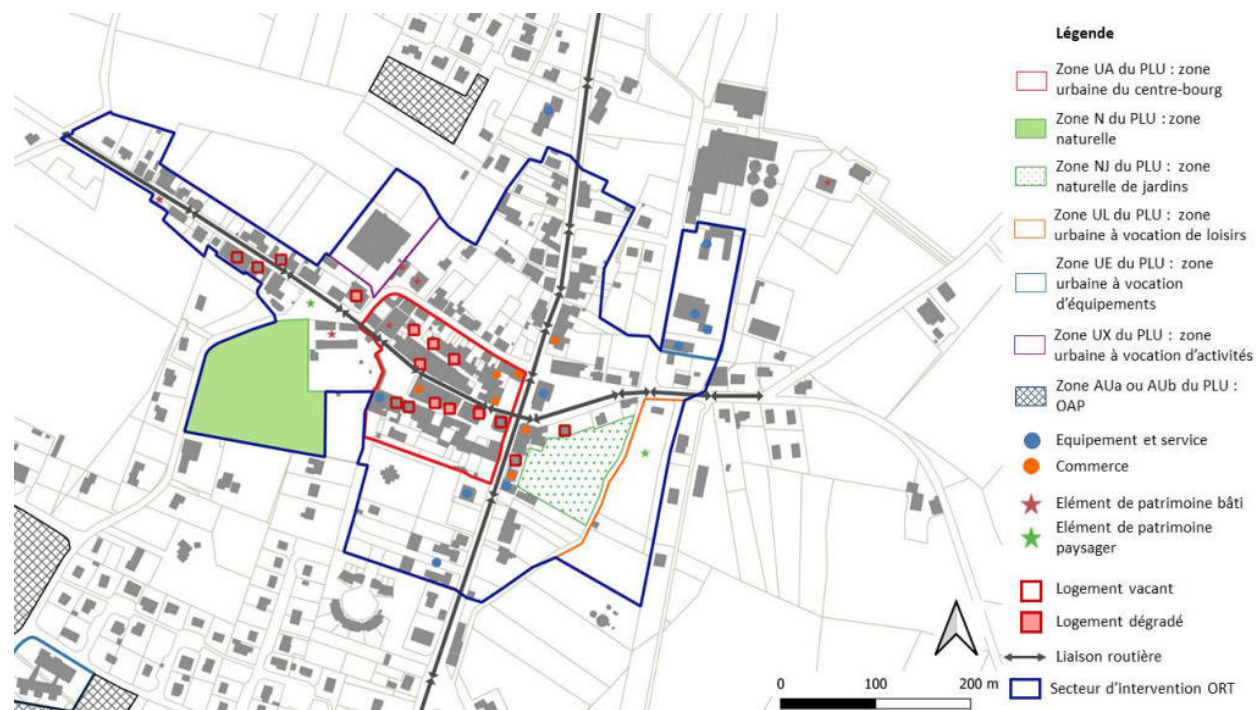 Légende
Zone UA du PLU : zone
urbaine du centre-bourg
Zone N du PLU : zone
naturelle
Zone NJ du PLU : zone
naturelle de jardins
Zone UL du PLU : zone
urbaine à vocation de loisirs
Zone UE du PLU : zone
urbaine à vocation
d'équipements
Zone UX du PLU : zone
urbaine à vocation d'activités
Zone AUa ou AUb du PLU :
OAP
Equipement et service
Commerce
Elément de patrimoine bâti
Elément de patrimoine
paysager
Logement vacant
Logement dégradé
Liaison routière
Secteur d'intervention ORT
0 100 200 m